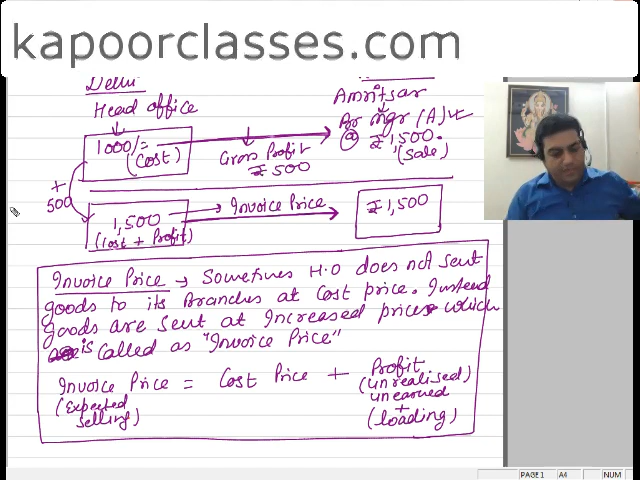 kapoorclasses.com
Delhi
Head office
1000/=
(Cost)
Gross Profit
₹ 500
Amritsar
mgr (A)
@ ₹ 1,500.
(Sale)
+
500
1,500
(Cost + Profit)
Invoice Price
₹ 1,500
Invoice Price → Sometimes H.O does not sent
goods to its Branches at Cost price. Instead
goods are sent at Increased price which
is called as "Invoice Price"
Invoice Price = Cost Price + Profit
(Expected
selling)
(unrealised)
unearned
+
(loading)
PAGE 1 A4 NUM